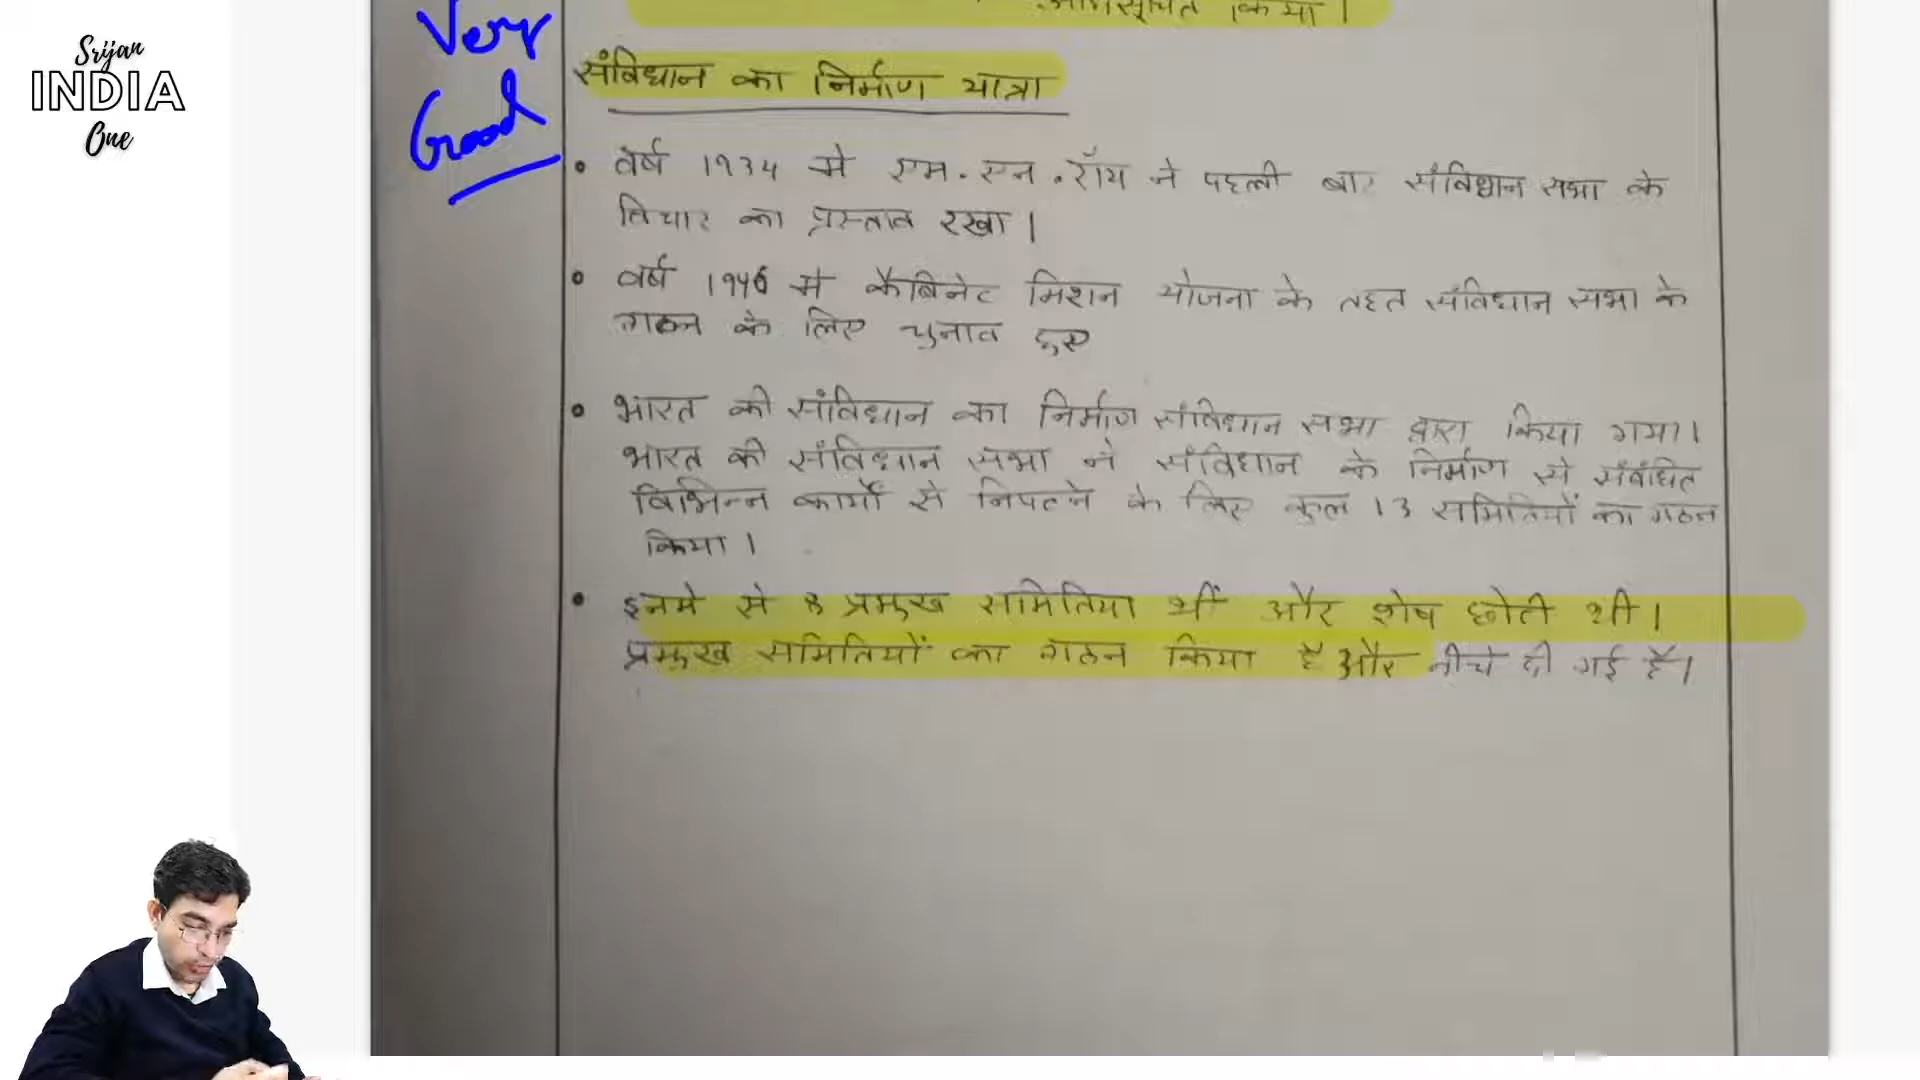 Srijan
INDIA
One
Very
Good
किया।
संविधान का निर्माण यात्रा
• वर्ष 1934 मे एम.एन.रॉय ने पहली बार संविधान सभा के
विचार का प्रस्ताव रखा।
• वर्ष 1946 मे कैबिनेट मिशन योजना के तहत संविधान सभा के
गठन के लिए चुनाव हुए
• भारत की संविधान का निर्माण संविधान सभा द्वारा किया गया।
भारत की संविधान सभा ने संविधान के निर्माण से संबंधित
विभिन्न कार्यों से निपटने के लिए कुल 13 समितियों का गठन
किया।
• इनमे से 8 प्रमुख समितिया थीं और शेष छोटी थी।
प्रमुख समितियों का गठन किया है और नीचे दी गई हैं।